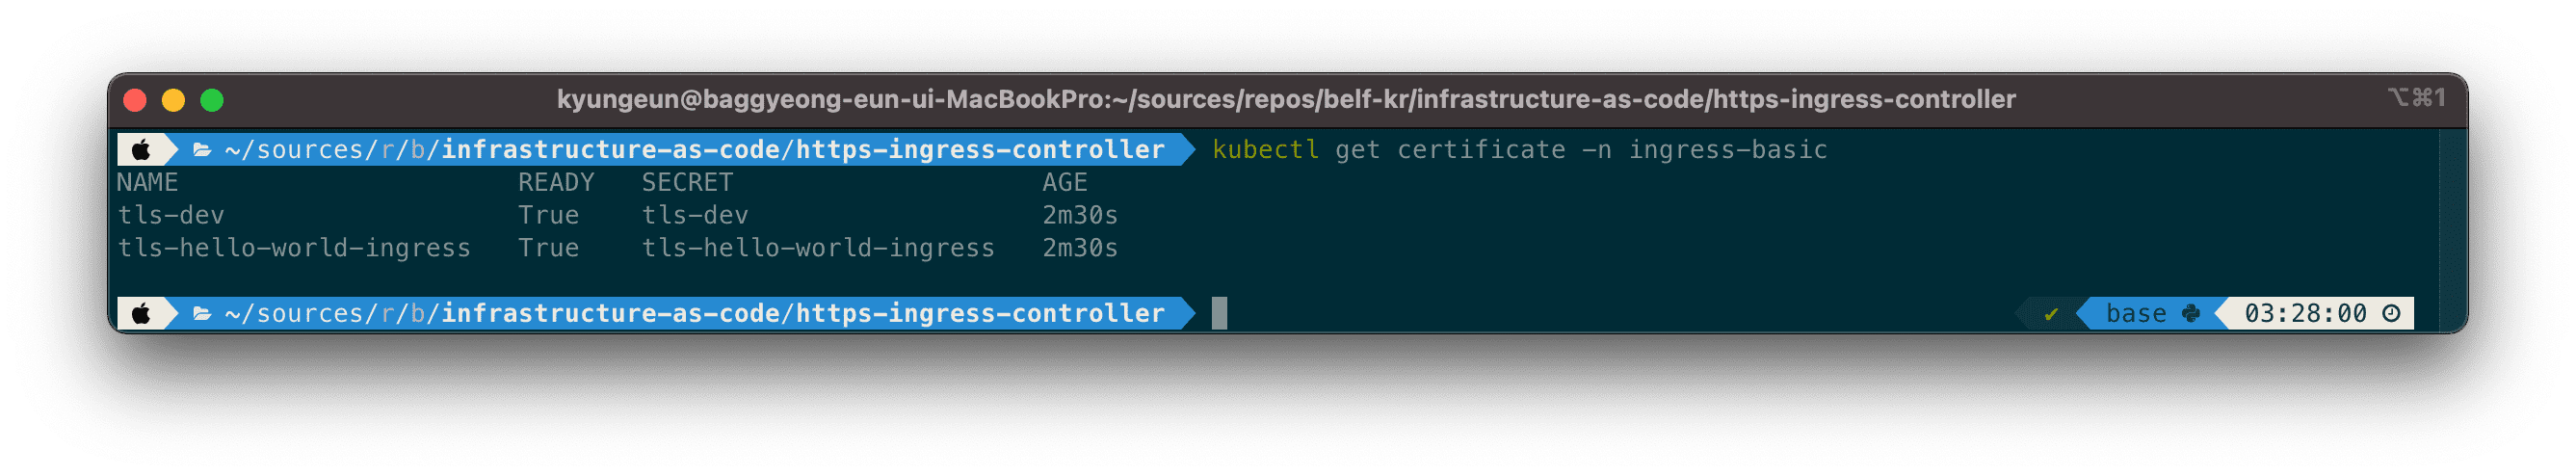 kyungeun@baggyeong-eun-ui-MacBookPro:~/sources/repos/belf-kr/infrastructure-as-code/https-ingress-controller ⌥⌘1
~/sources/r/b/infrastructure-as-code/https-ingress-controller kubectl get certificate -n ingress-basic
NAME READY SECRET AGE
tls-dev True tls-dev 2m30s
tls-hello-world-ingress True tls-hello-world-ingress 2m30s
~/sources/r/b/infrastructure-as-code/https-ingress-controller ✔ base 03:28:00